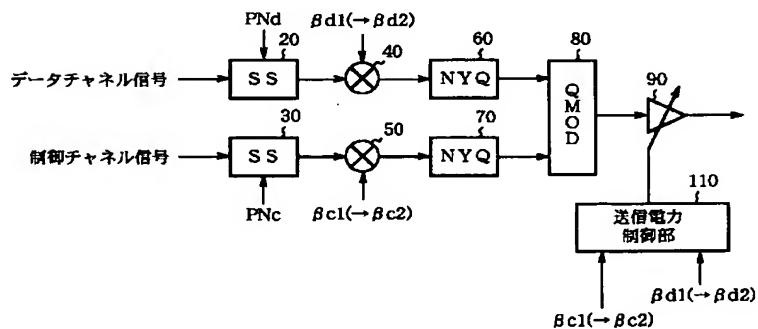 PNd
βd1(→βd2)
20
40
60
80
90
データチャネル信号
SS
NYQ
QMOD
30
50
70
制御チャネル信号
SS
NYQ
110
PNc
βc1(→βc2)
送信電力
制御部
βd1(→βd2)
βc1(→βc2)